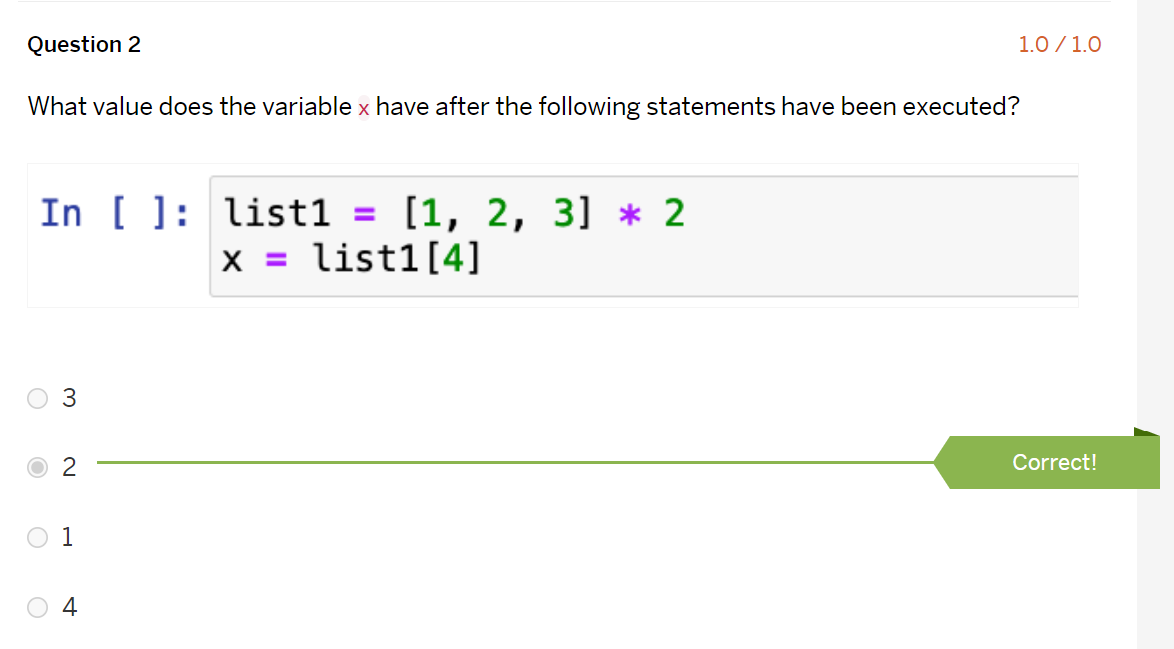 Question 2 1.0 / 1.0
What value does the variable x have after the following statements have been executed?
In [ ]: list1 = [1, 2, 3] * 2
x = list1[4]
3
2 Correct!
1
4